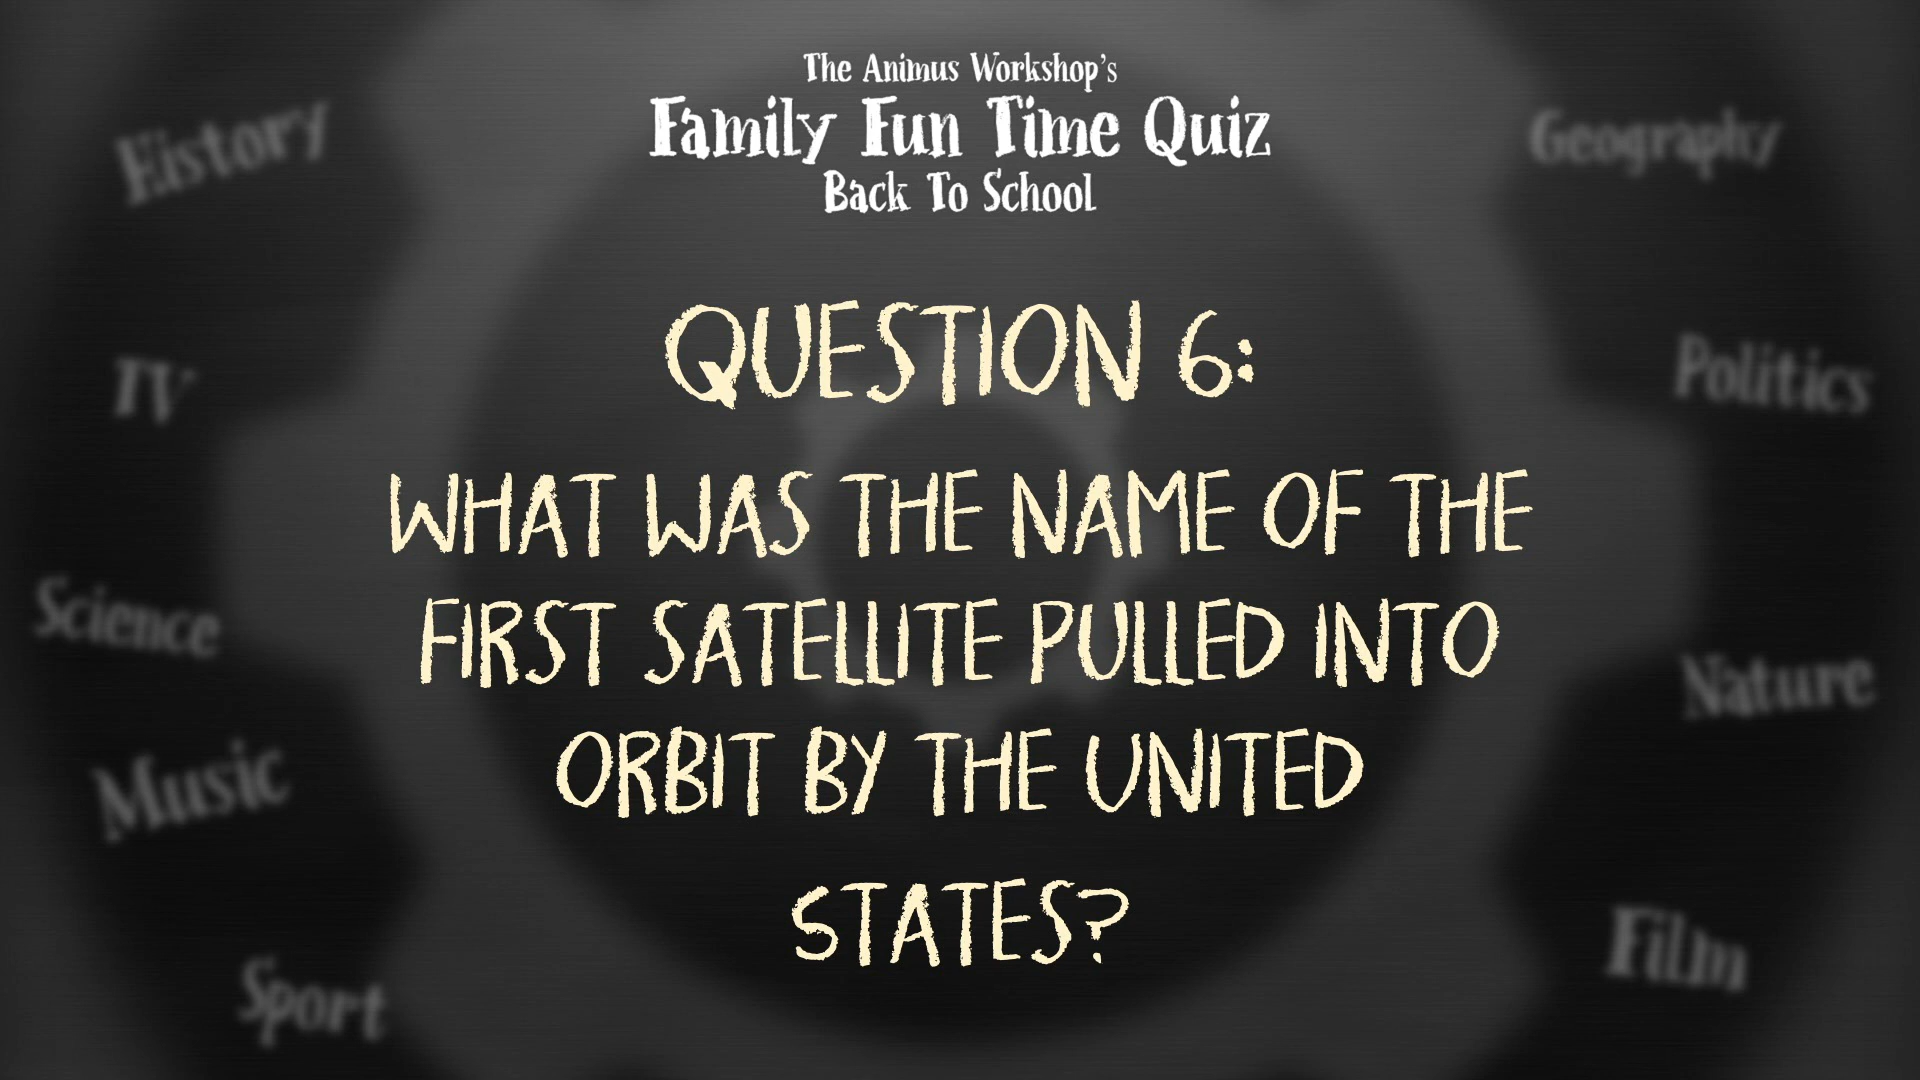 The Animus Workshop's
Family Fun Time Quiz
Back To School
History
Geography
QUESTION 6:
TV
Politics
WHAT WAS THE NAME OF THE
FIRST SATELLITE PULLED INTO
ORBIT BY THE UNITED
STATES?
Science
Nature
Music
Film
Sport